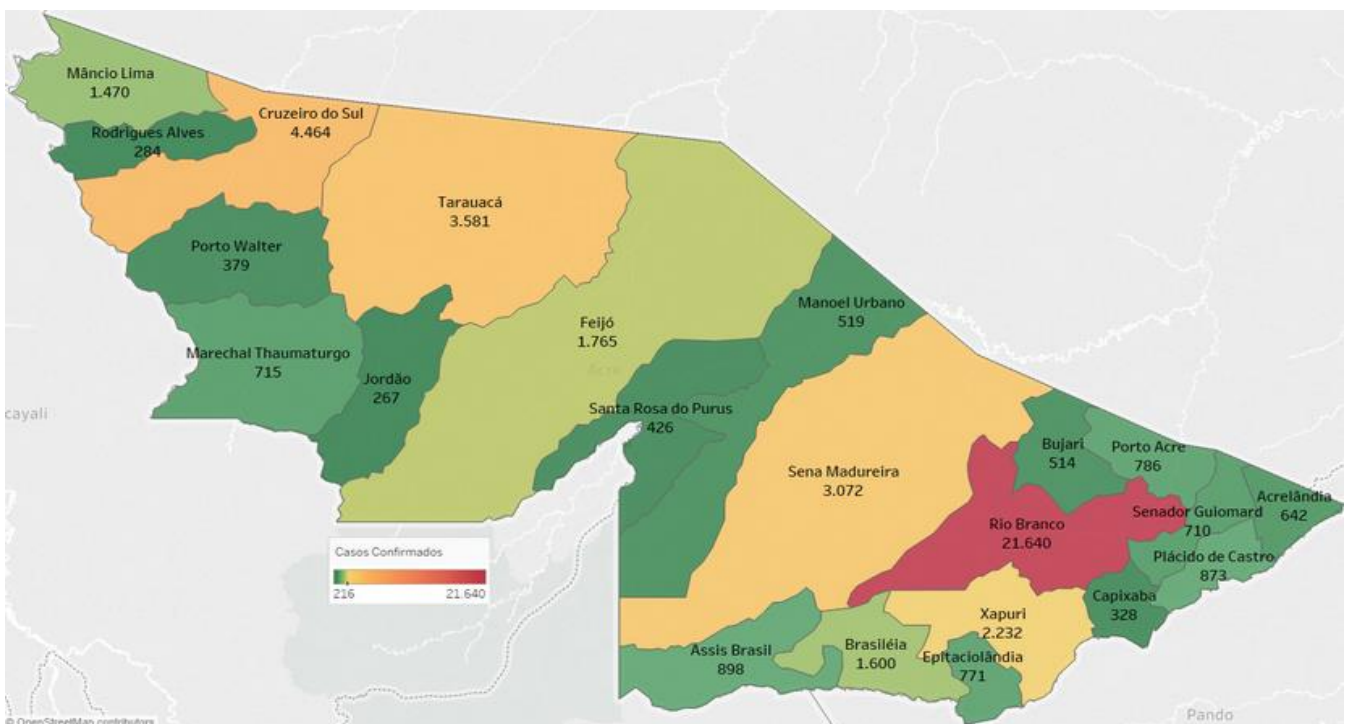 Mâncio Lima
1.470
Cruzeiro do Sul
4.464
Rodrigues Alves
284
Tarauacá
3.581
Porto Walter
379
Manoel Urbano
519
Feijó
1.765
Marechal Thaumaturgo
715
Jordão
267
Acre
cayali
Santa Rosa do Purus
426
Bujari
514
Porto Acre
786
Sena Madureira
3.072
Acrelândia
642
Rio Branco
21.640
Senador Guiomard
710
Plácido de Castro
873
Casos Confirmados
216 21.640
Capixaba
328
Xapuri
2.232
Assis Brasil
898
Brasiléia
1.600
Epitaciolândia
771
Pando
© OpenStreetMap contributors